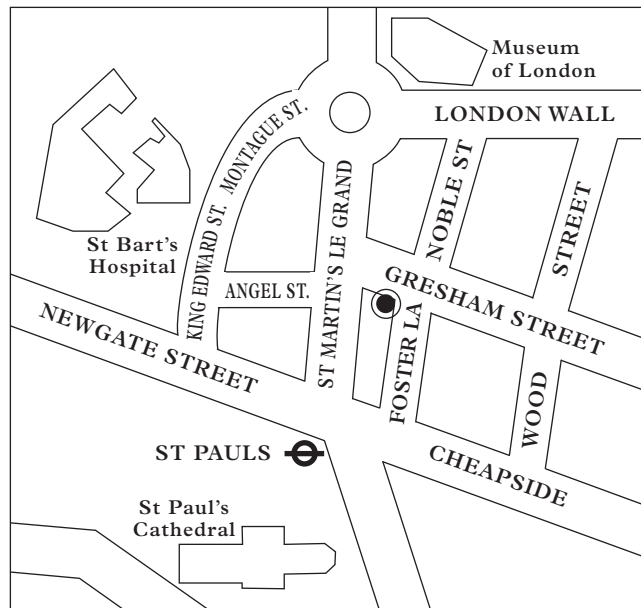 Museum
of London
LONDON WALL
MONTAGUE ST.
KING EDWARD ST.
ST MARTIN'S LE GRAND
NOBLE ST
STREET
St Bart's
Hospital
ANGEL ST.
GRESHAM STREET
NEWGATE STREET
FOSTER LA
WOOD
ST PAULS
CHEAPSIDE
St Paul's
Cathedral